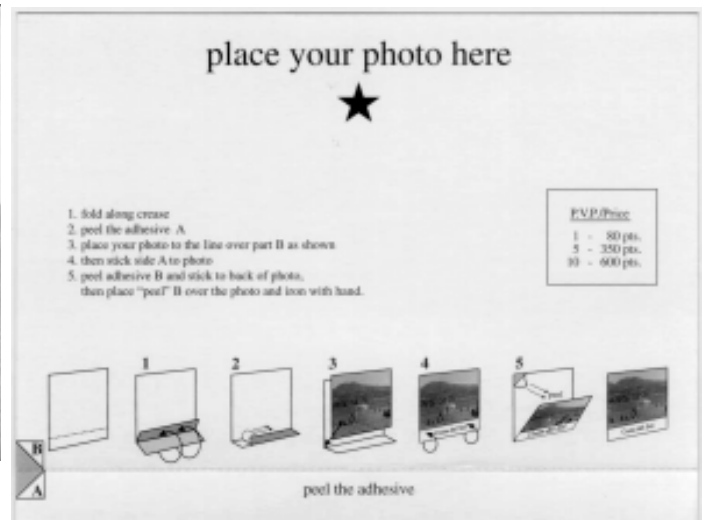 place your photo here
1. fold along crease
2. peel the adhesive A
3. place your photo to the line over part B as shown
4. then stick side A to photo
5. peel adhesive B and stick to back of photo,
then place "peel" B over the photo and iron with hand.
P.V.P./Price
1 - 80 pts.
5 - 350 pts.
10 - 600 pts.
1
2
3
4
5
peel
B
A
peel the adhesive